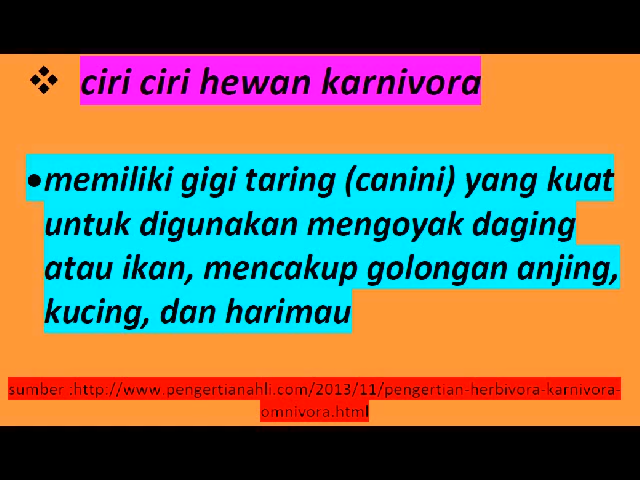 ❖ ciri ciri hewan karnivora
•memiliki gigi taring (canini) yang kuat
untuk digunakan mengoyak daging
atau ikan, mencakup golongan anjing,
kucing, dan harimau
sumber :http://www.pengertianahli.com/2013/11/pengertian-herbivora-karnivora-
omnivora.html